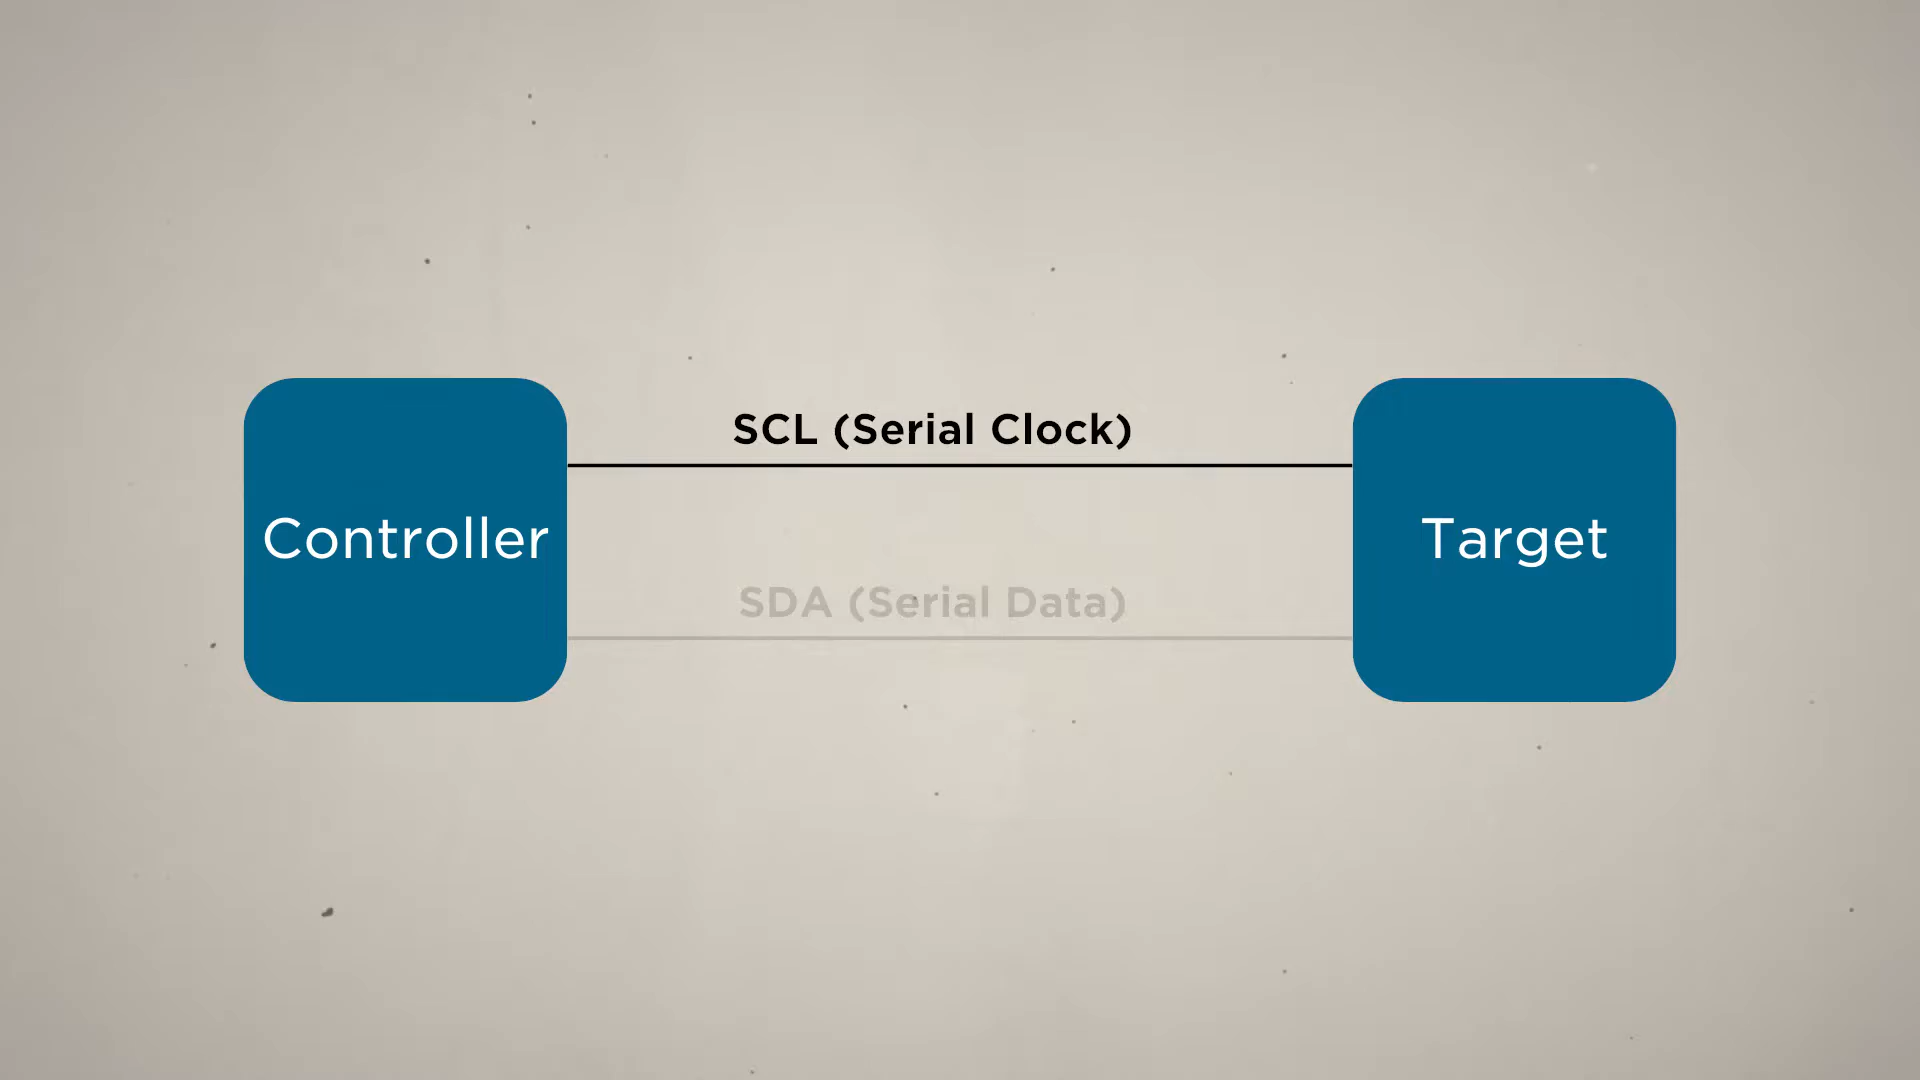 SCL (Serial Clock)
Controller
Target
SDA (Serial Data)